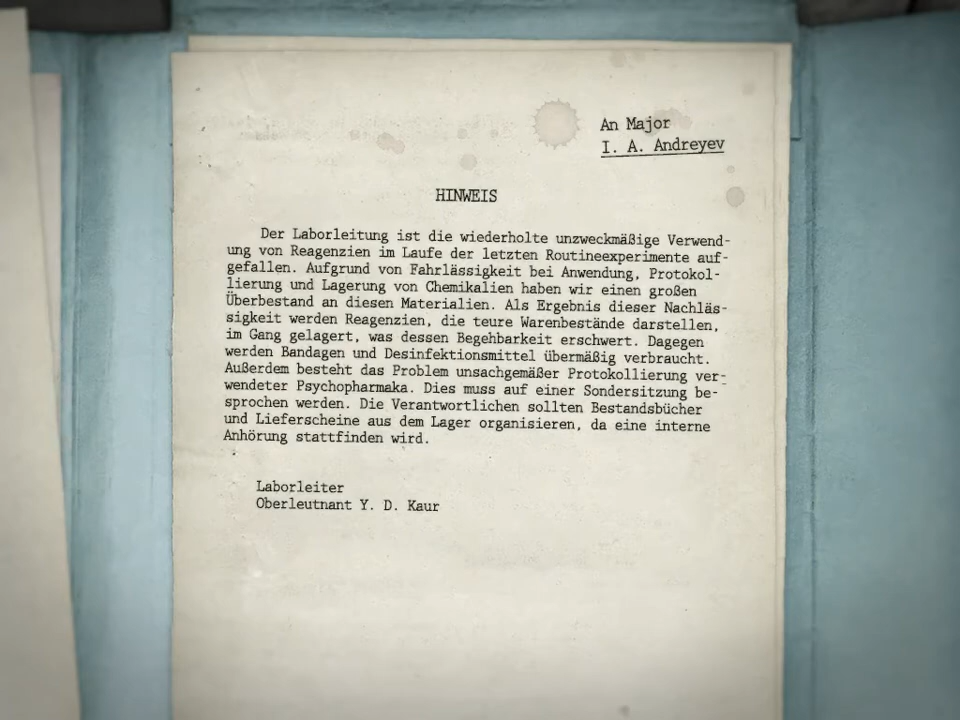 An Major
I. A. Andreyev
HINWEIS
Der Laborleitung ist die wiederholte unzweckmäßige Verwend-
ung von Reagenzien im Laufe der letzten Routineexperimente auf-
gefallen. Aufgrund von Fahrlässigkeit bei Anwendung, Protokol-
lierung und Lagerung von Chemikalien haben wir einen großen
Überbestand an diesen Materialien. Als Ergebnis dieser Nachläs-
sigkeit werden Reagenzien, die teure Warenbestände darstellen,
im Gang gelagert, was dessen Begehbarkeit erschwert. Dagegen
werden Bandagen und Desinfektionsmittel übermäßig verbraucht.
Außerdem besteht das Problem unsachgemäßer Protokollierung ver-
wendeter Psychopharmaka. Dies muss auf einer Sondersitzung be-
sprochen werden. Die Verantwortlichen sollten Bestandsbücher
und Lieferscheine aus dem Lager organisieren, da eine interne
Anhörung stattfinden wird.
Laborleiter
Oberleutnant Y. D. Kaur